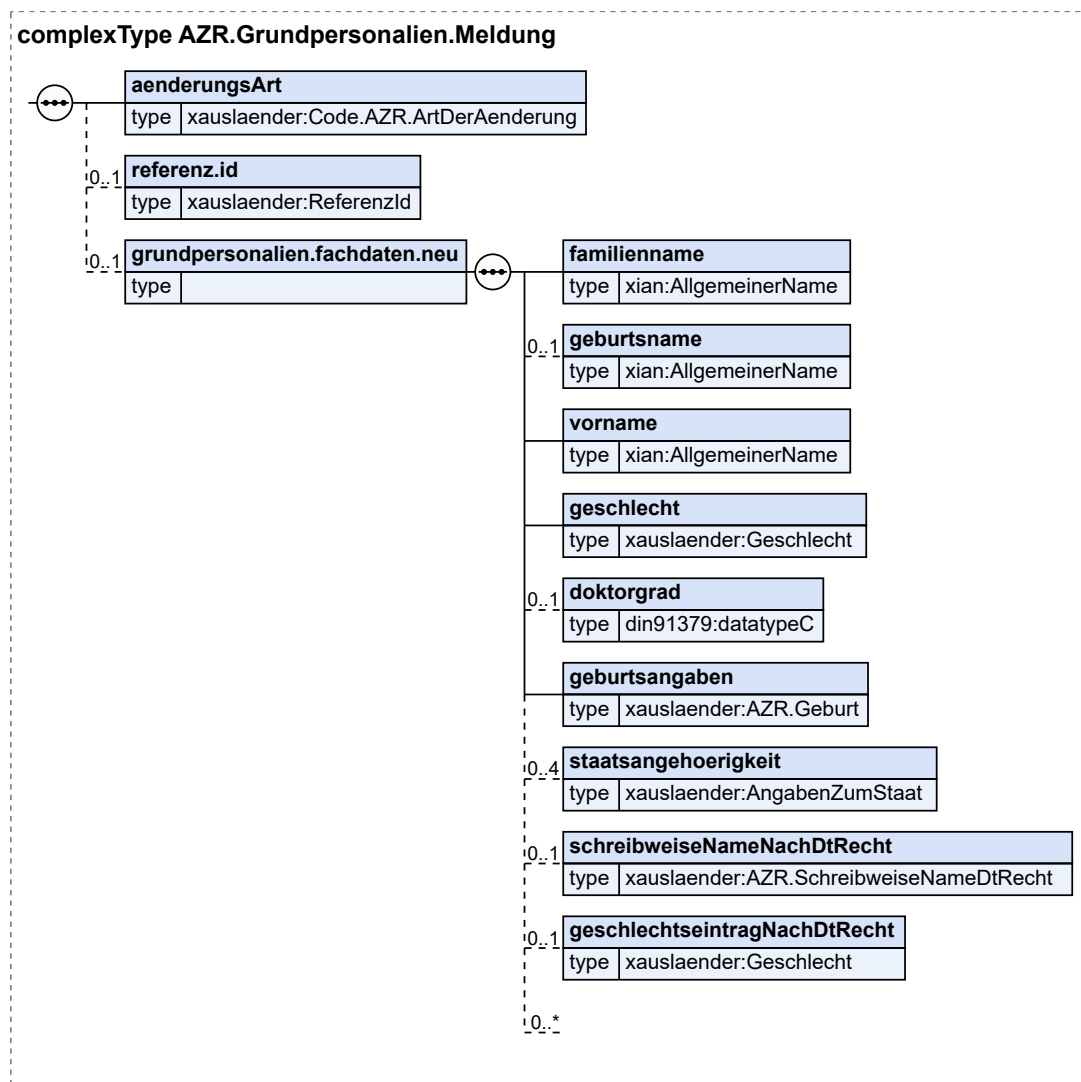 complexType AZR.Grundpersonalien.Meldung
aenderungsArt
type xauslaender:Code.AZR.ArtDerAenderung
0..1 referenz.id
type xauslaender:ReferenzId
0..1 grundpersonalien.fachdaten.neu
type
familienname
type xian:AllgemeinerName
0..1 geburtsname
type xian:AllgemeinerName
vorname
type xian:AllgemeinerName
geschlecht
type xauslaender:Geschlecht
0..1 doktorgrad
type din91379:datatypeC
geburtsangaben
type xauslaender:AZR.Geburt
0..4 staatsangehoerigkeit
type xauslaender:AngabenZumStaat
0..1 schreibweiseNameNachDtRecht
type xauslaender:AZR.SchreibweiseNameDtRecht
0..1 geschlechtseintragNachDtRecht
type xauslaender:Geschlecht
0..*